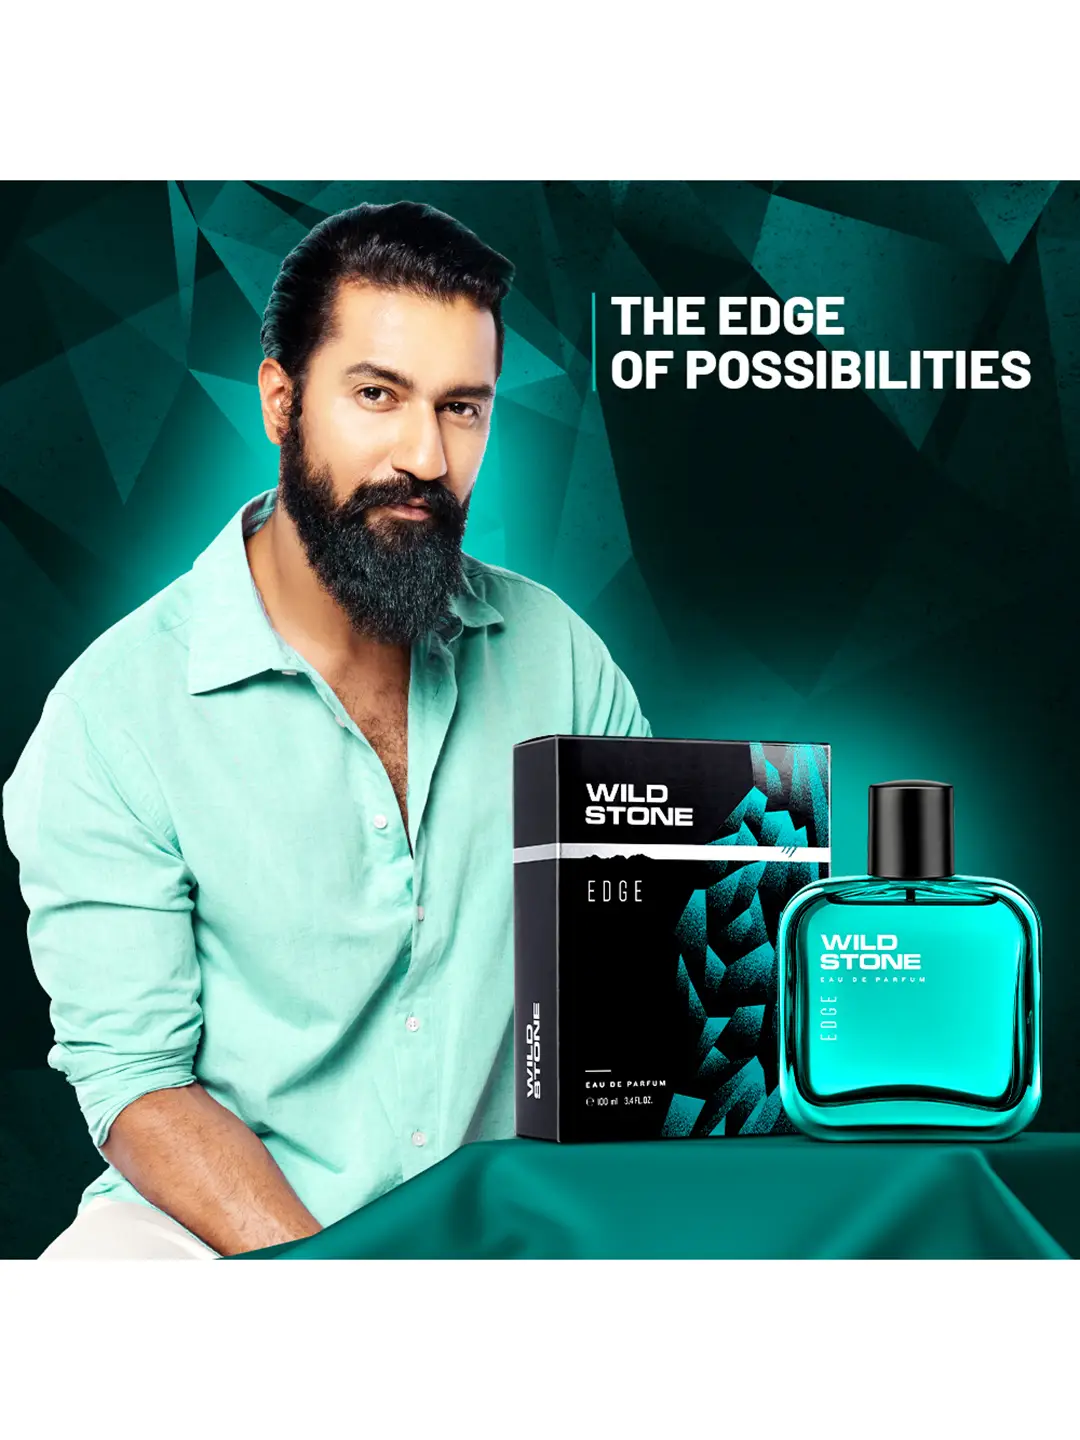 THE EDGE
OF POSSIBILITIES
WILD
STONE
EDGE
EAU DE PARFUM
℮ 100 ml 3.4 FL.OZ.
WILD
STONE
WILD
STONE
EAU DE PARFUM
EDGE